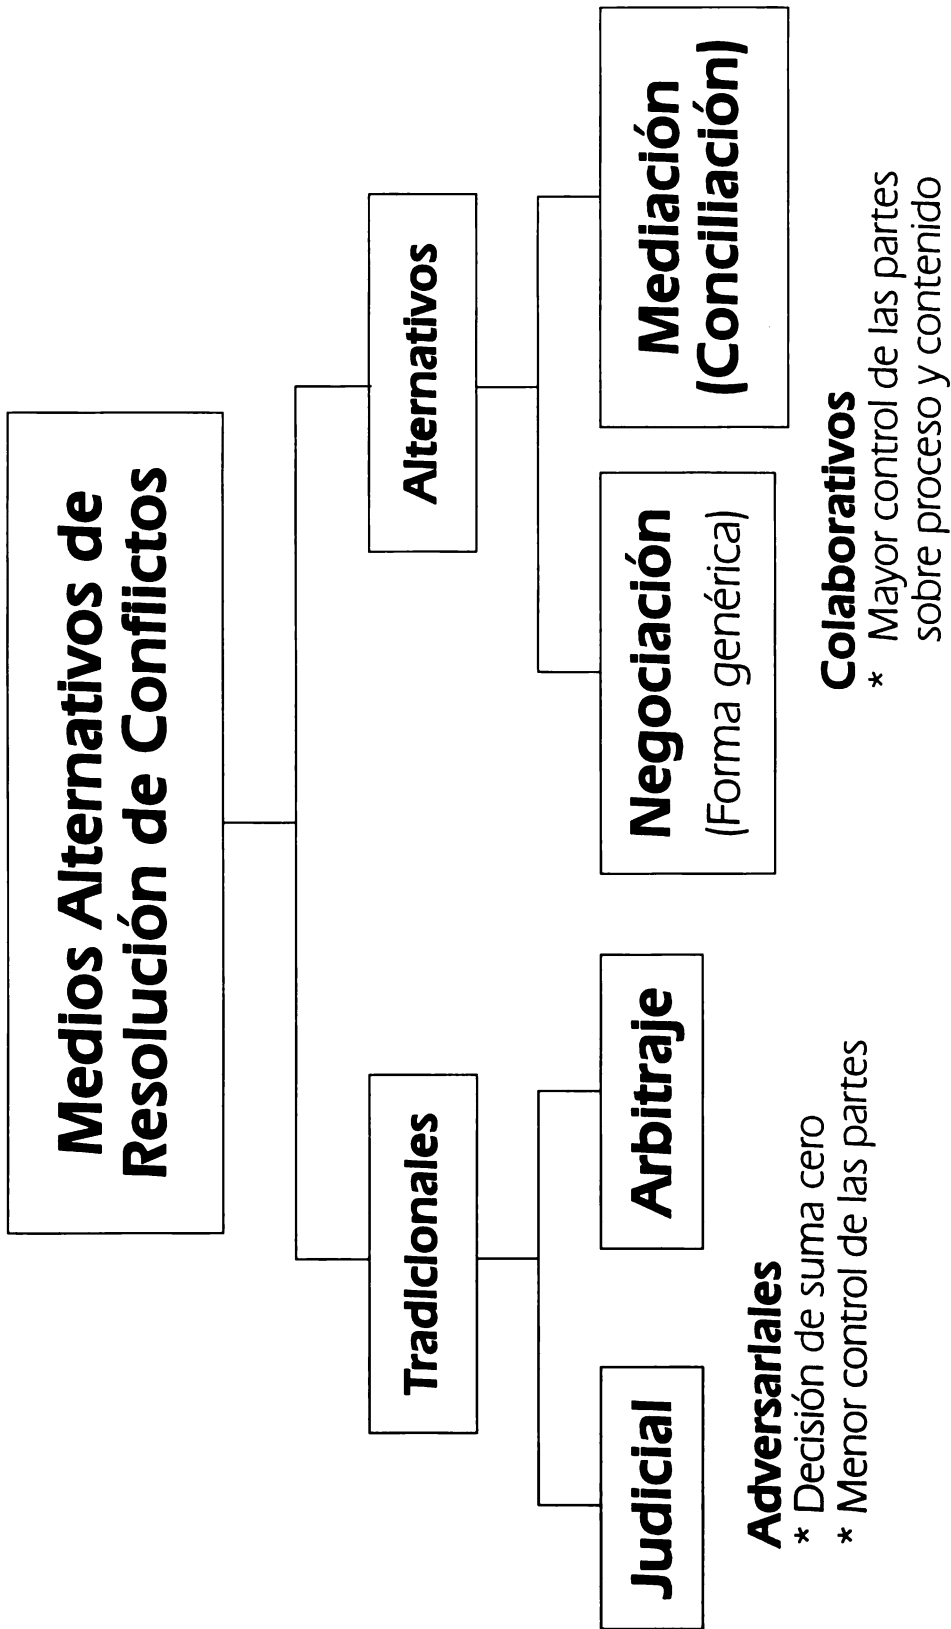 Medios Alternativos de
Resolución de Conflictos
Tradicionales
Alternativos
Judicial
Arbitraje
Negociación
(Forma genérica)
Mediación
(Conciliación)
Adversariales
* Decisión de suma cero
* Menor control de las partes
Colaborativos
* Mayor control de las partes
sobre proceso y contenido